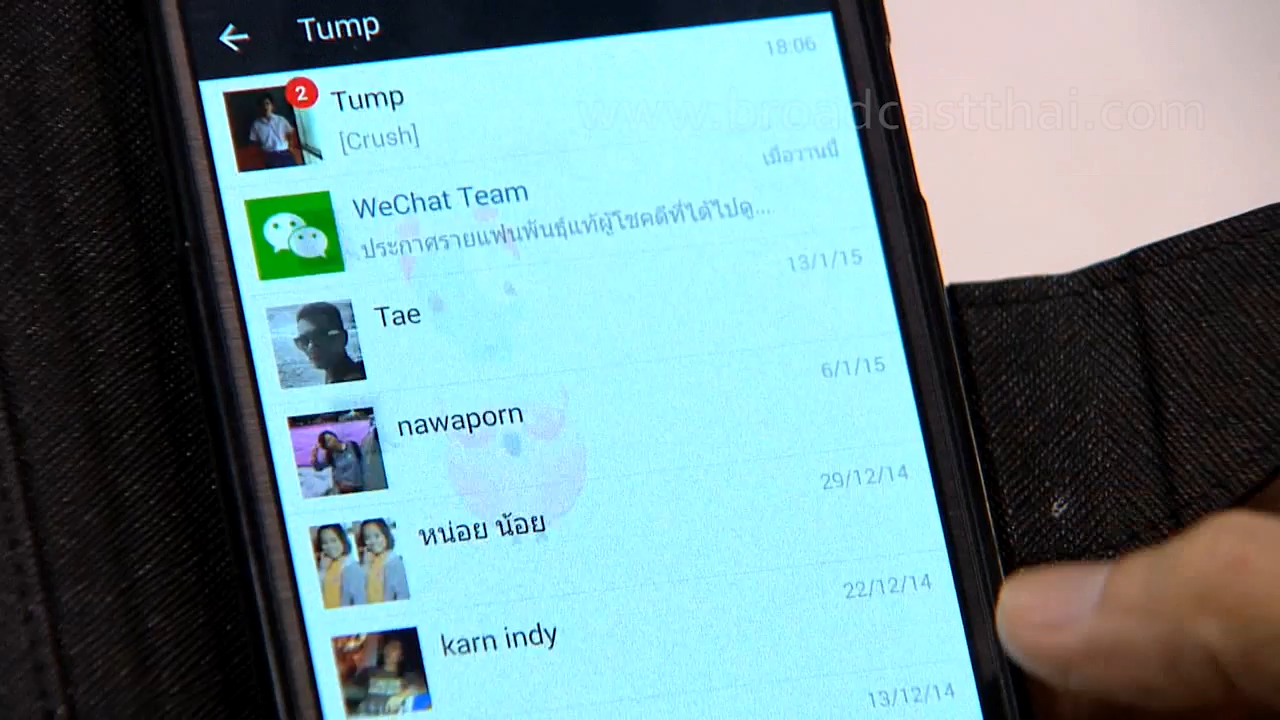 Tump
18:06
2
Tump
[Crush]
www.broadcastthai.com
เมื่อวานนี้
WeChat Team
ประกาศรายแฟนพันธุ์แท้ผู้โชคดีที่ได้ไปดู...
13/1/15
Tae
6/1/15
nawaporn
29/12/14
หน่อย น้อย
22/12/14
karn indy
13/12/14